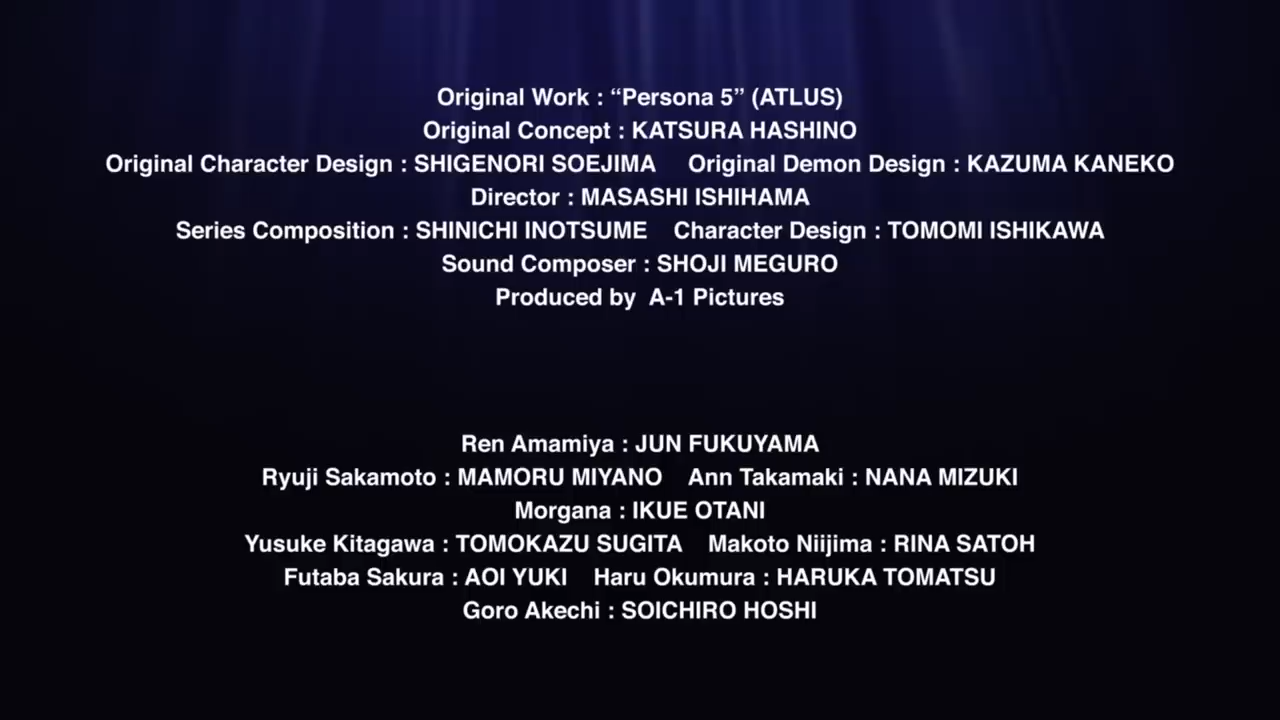 Original Work : “Persona 5” (ATLUS)
Original Concept : KATSURA HASHINO
Original Character Design : SHIGENORI SOEJIMA Original Demon Design : KAZUMA KANEKO
Director : MASASHI ISHIHAMA
Series Composition : SHINICHI INOTSUME Character Design : TOMOMI ISHIKAWA
Sound Composer : SHOJI MEGURO
Produced by A-1 Pictures
Ren Amamiya : JUN FUKUYAMA
Ryuji Sakamoto : MAMORU MIYANO Ann Takamaki : NANA MIZUKI
Morgana : IKUE OTANI
Yusuke Kitagawa : TOMOKAZU SUGITA Makoto Niijima : RINA SATOH
Futaba Sakura : AOI YUKI Haru Okumura : HARUKA TOMATSU
Goro Akechi : SOICHIRO HOSHI